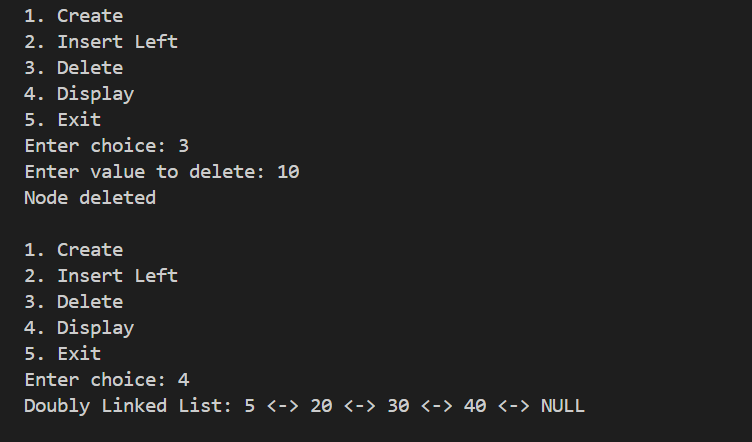 1. Create
2. Insert Left
3. Delete
4. Display
5. Exit
Enter choice: 3
Enter value to delete: 10
Node deleted
1. Create
2. Insert Left
3. Delete
4. Display
5. Exit
Enter choice: 4
Doubly Linked List: 5 <-> 20 <-> 30 <-> 40 <-> NULL